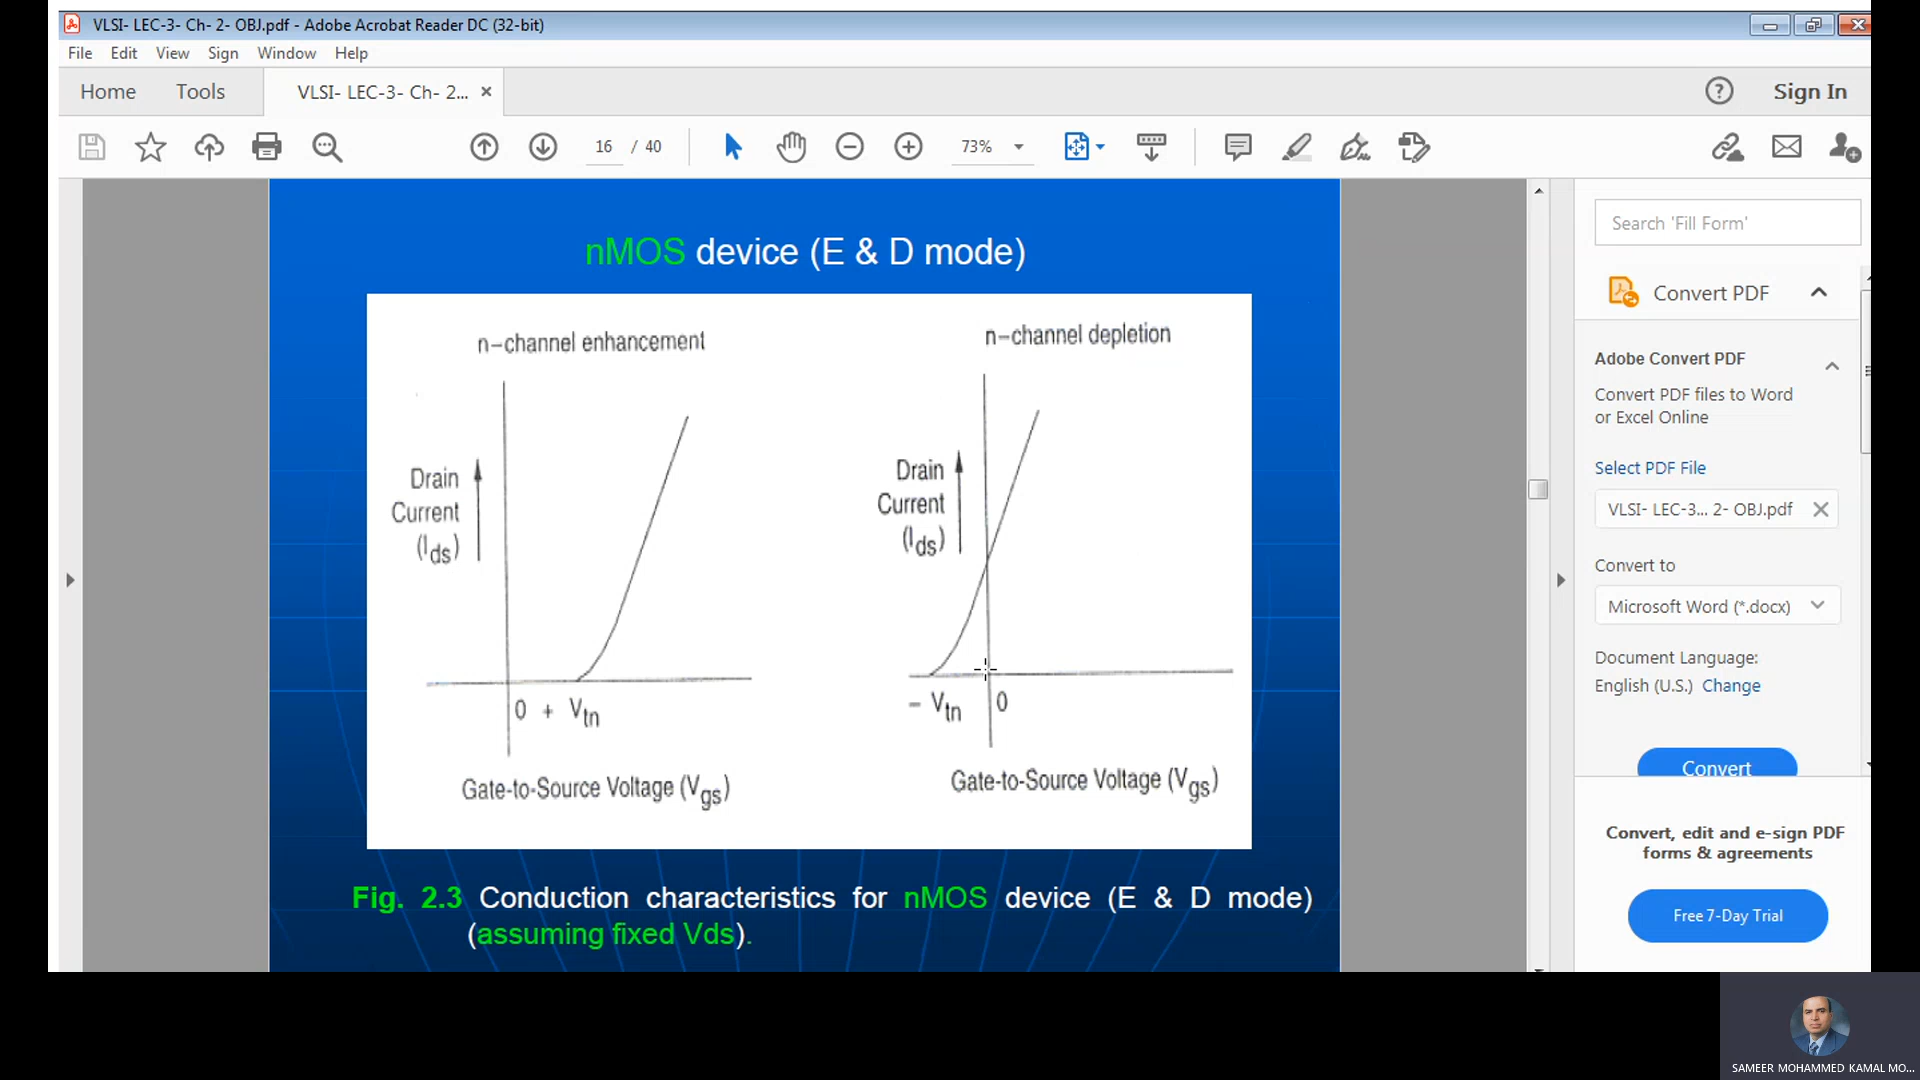 VLSI- LEC-3- Ch- 2- OBJ.pdf - Adobe Acrobat Reader DC (32-bit)
File Edit View Sign Window Help
Home Tools VLSI- LEC-3- Ch- 2... Sign In
16 / 40 73%
nMOS device (E & D mode)
n-channel enhancement
Drain
Current
(Ids)
0 + Vtn
Gate-to-Source Voltage (Vgs)
n-channel depletion
Drain
Current
(Ids)
- Vtn 0
Gate-to-Source Voltage (Vgs)
Fig. 2.3 Conduction characteristics for nMOS device (E & D mode)
(assuming fixed Vds).
Search 'Fill Form'
Convert PDF
Adobe Convert PDF
Convert PDF files to Word
or Excel Online
Select PDF File
VLSI- LEC-3... 2- OBJ.pdf
Convert to
Microsoft Word (*.docx)
Document Language:
English (U.S.) Change
Convert
Convert, edit and e-sign PDF
forms & agreements
Free 7-Day Trial
SAMEER MOHAMMED KAMAL MO...